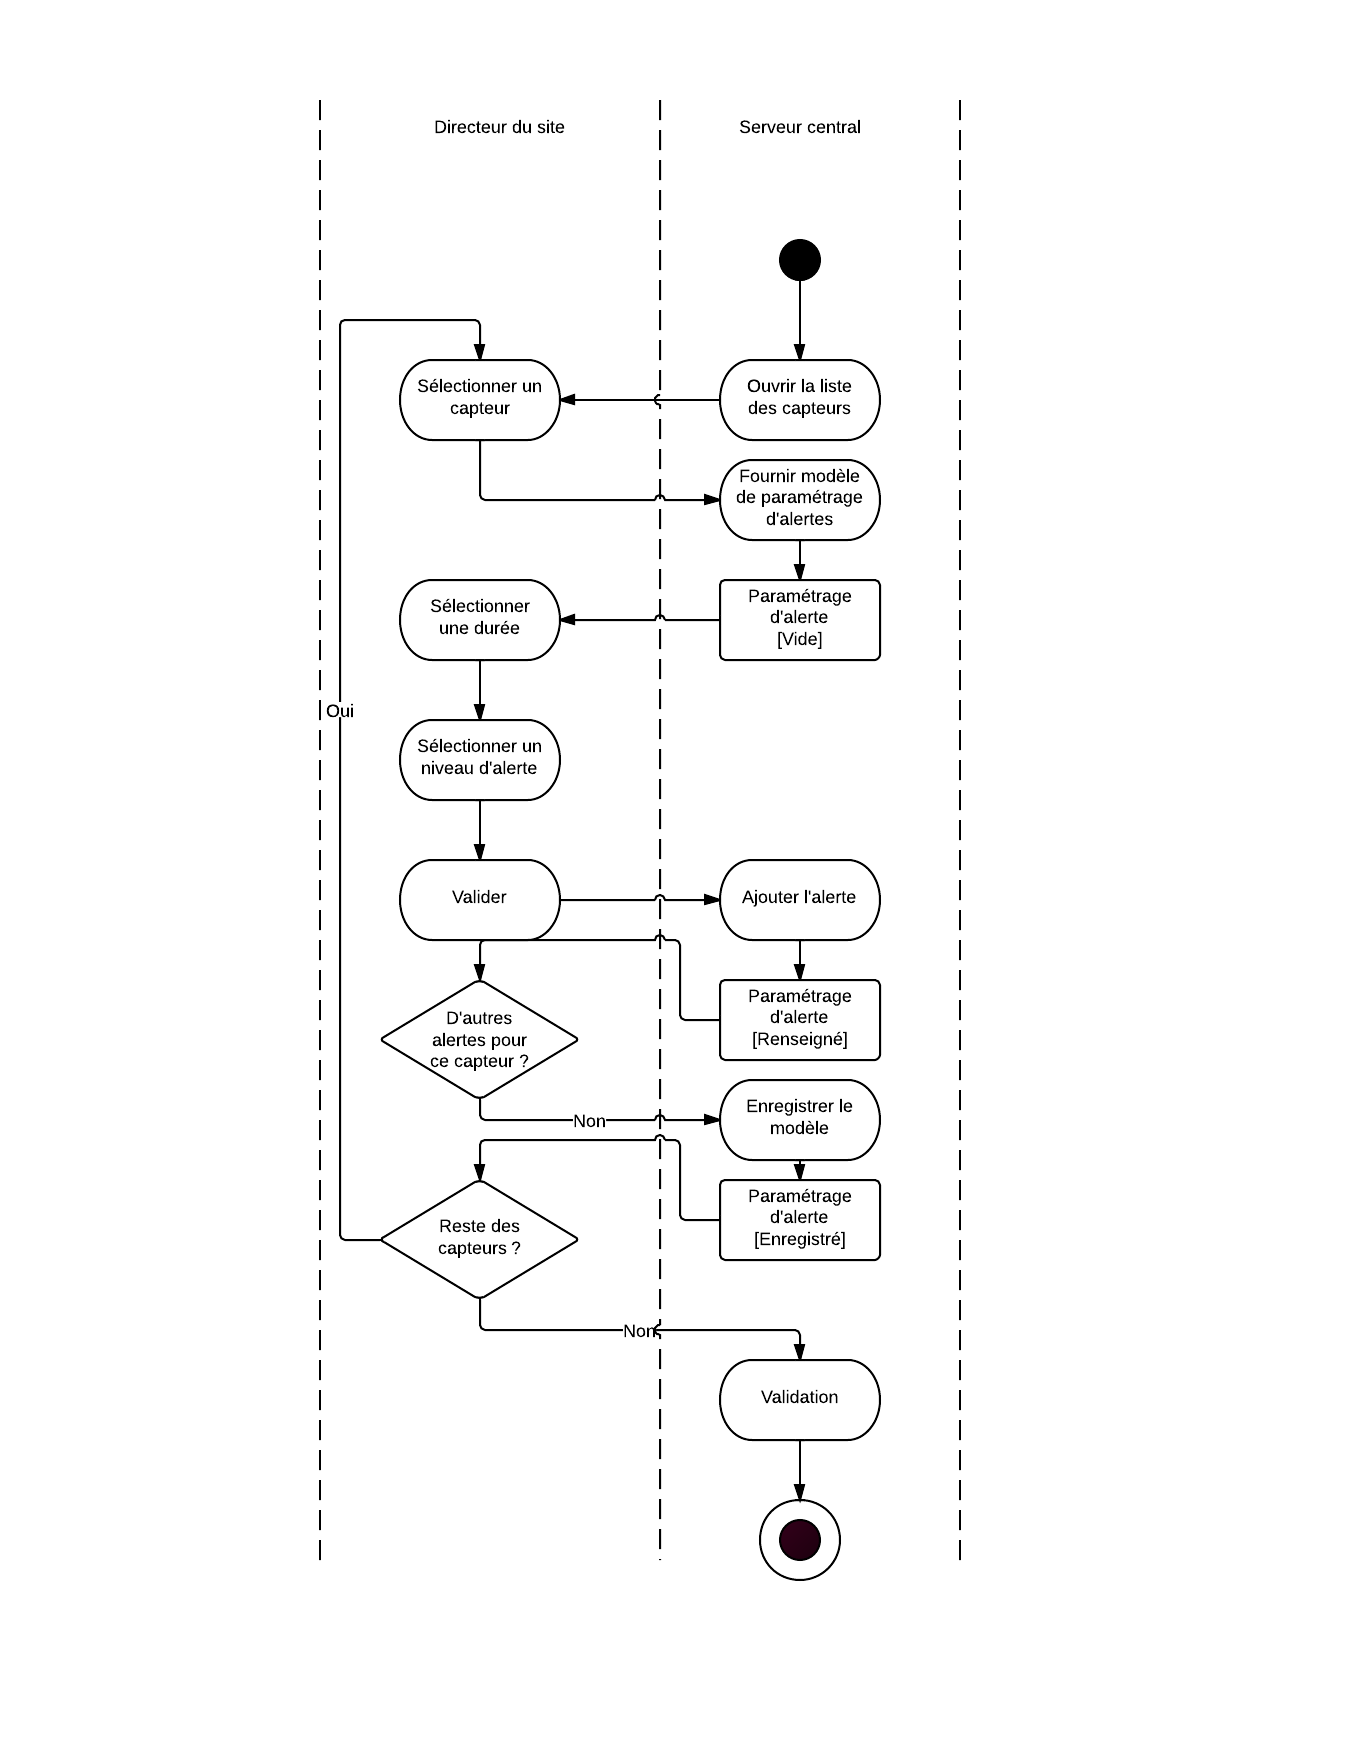 Directeur du site
Serveur central
Sélectionner un
capteur
Ouvrir la liste
des capteurs
Fournir modèle
de paramétrage
d'alertes
Sélectionner
une durée
Paramétrage
d'alerte
[Vide]
Oui
Sélectionner un
niveau d'alerte
Valider
Ajouter l'alerte
D'autres
alertes pour
ce capteur ?
Paramétrage
d'alerte
[Renseigné]
Non
Enregistrer le
modèle
Reste des
capteurs ?
Paramétrage
d'alerte
[Enregistré]
Non
Validation